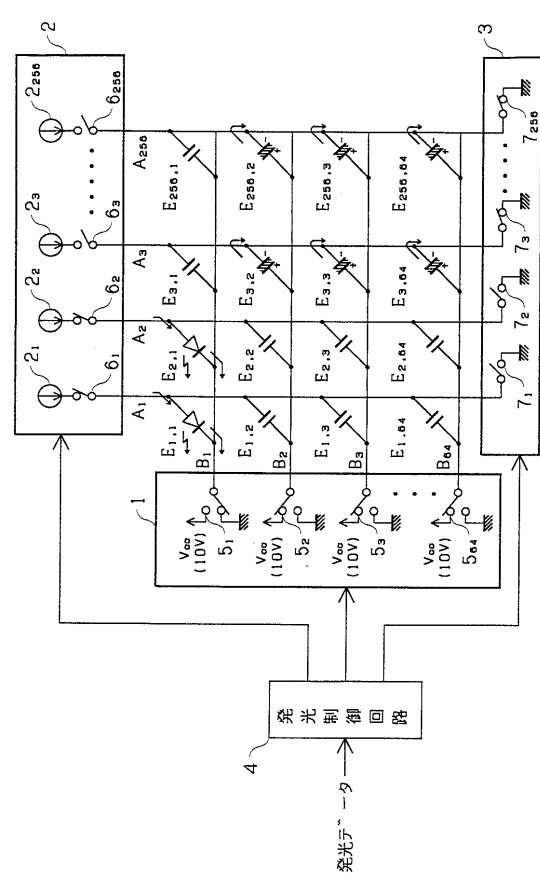 2
2₁
2₂
2₃
2₂₅₆
6₁
6₂
6₃
6₂₅₆
A₁
A₂
A₃
A₂₅₆
E₁,₁
E₂,₁
E₃,₁
E₂₅₆,₁
E₁,₂
E₂,₂
E₃,₂
E₂₅₆,₂
E₁,₃
E₂,₃
E₃,₃
E₂₅₆,₃
E₁,₆₄
E₂,₆₄
E₃,₆₄
E₂₅₆,₆₄
B₁
B₂
B₃
B₆₄
1
Vcc
(10V)
5₁
Vcc
(10V)
5₂
Vcc
(10V)
5₃
Vcc
(10V)
5₆₄
3
7₁
7₂
7₃
7₂₅₆
4
発光制御回路
発光データ